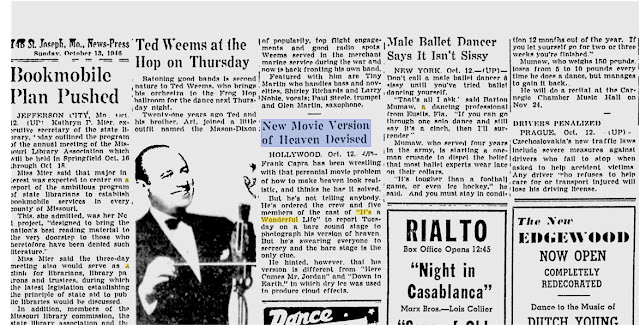 14B St. Joseph, Mo., News-Press
Sunday, October 13, 1946
Bookmobile
Plan Pushed
JEFFERSON CITY, Mo., Oct.
12. (UP) Kathryn P. Mier, ex-
ecutive secretary of the state li-
brary, today outlined the program
of the annual meeting of the Mis-
souri Library Association which
will be held in Springfield Oct. 16
through Oct. 18.
Miss Mier said that major in-
terest was expected to center on a
report of the ambitious program
of state librarians to establish
bookmobile services in every
county of Missouri.
This, she admitted, was her No.
1 project, "designed to bring the
nation's best reading material to
the very doorstep to those who
heretofore have been denied such
literature."
Miss Mier said the three-day
meeting also would serve as a
clinic for librarians, library pa-
trons and trustees, during which
the latest legislation establishing
the principle of state aid to pub-
lic libraries would be discussed.
In addition, members of the
Missouri library commission, the
state library association and the
Ted Weems at the
Hop on Thursday
Batoning good bands is second
nature to Ted Weems, who brings
his orchestra to the Frog Hop
ballroom for the dance next Thurs-
day night.
Twenty-one years ago Ted and
his brother, Art, joined a little
outfit named the Mason-Dixon
of popularity, top flight engage-
ments and good radio spots.
Weems served in the merchant
marine service during the war and
now is back fronting his own band.
Featured with him are Tiny
Martin who handles bass and nov-
elties, Shirley Richards and Larry
Noble, vocals; Paul Steele, trumpet
and Glen Martin, saxophone.
New Movie Version
of Heaven Devised
HOLLYWOOD, Oct. 12. (AP)—
Frank Capra has been wrestling
with that perennial movie problem
of how to make heaven look real-
istic, and thinks he has it solved.
But he's not telling anybody.
He's ordered the crew and five
members of the cast of "It's a
Wonderful Life" to report Tues-
day on a bare sound stage to
photograph his version of heaven.
But he's swearing everyone to
secrecy and the bare stage is the
only clue.
He hinted, however, that his
version is different from "Here
Comes Mr. Jordan" and "Down to
Earth," in which dry ice was used
to produce cloud effects.
Dance
Male Ballet Dancer
Says It Isn't Sissy
NEW YORK, Oct. 12.—(UP)—
Don't call a male ballet dancer a
sissy until you've tried ballet
dancing yourself.
"That's all I ask," said Parton
Mumaw, a dancing professional
from Eustis, Fla. "If you can go
through one solo dance and still
say it's a cinch, then I'll sur-
render."
Mumaw, who served four years
in the army, is starting a one-
man crusade to dispel the belief
that most ballet experts wear lace
on their collars.
"It's tougher than a football
game, or even ice hockey," he
said. And you must stay in condi-
tion 12 months out of the year. If
you let yourself go for two or three
weeks you're finished."
Mumaw, who weighs 150 pounds,
loses from 5 to 10 pounds every
time he does a dance, but manages
to gain it back.
He will do a recital at the Car-
negie Chamber Music Hall on
Nov. 24.
DRIVERS PENALIZED
PRAGUE, Oct. 12. —(UP)—
Czechoslovakia's new traffic laws
include severe measures against
drivers who fail to stop when
asked to help accident victims.
Any driver "who refuses to help
care for or transport injured will
lose his driving license.
RIALTO
Box Office Opens 12:45
"Night in
Casablanca"
Marx Bros.—Lois Collier
The New
EDGEWOOD
NOW OPEN
COMPLETELY
REDECORATED
Dance to the Music of
DUTCH YOUNG